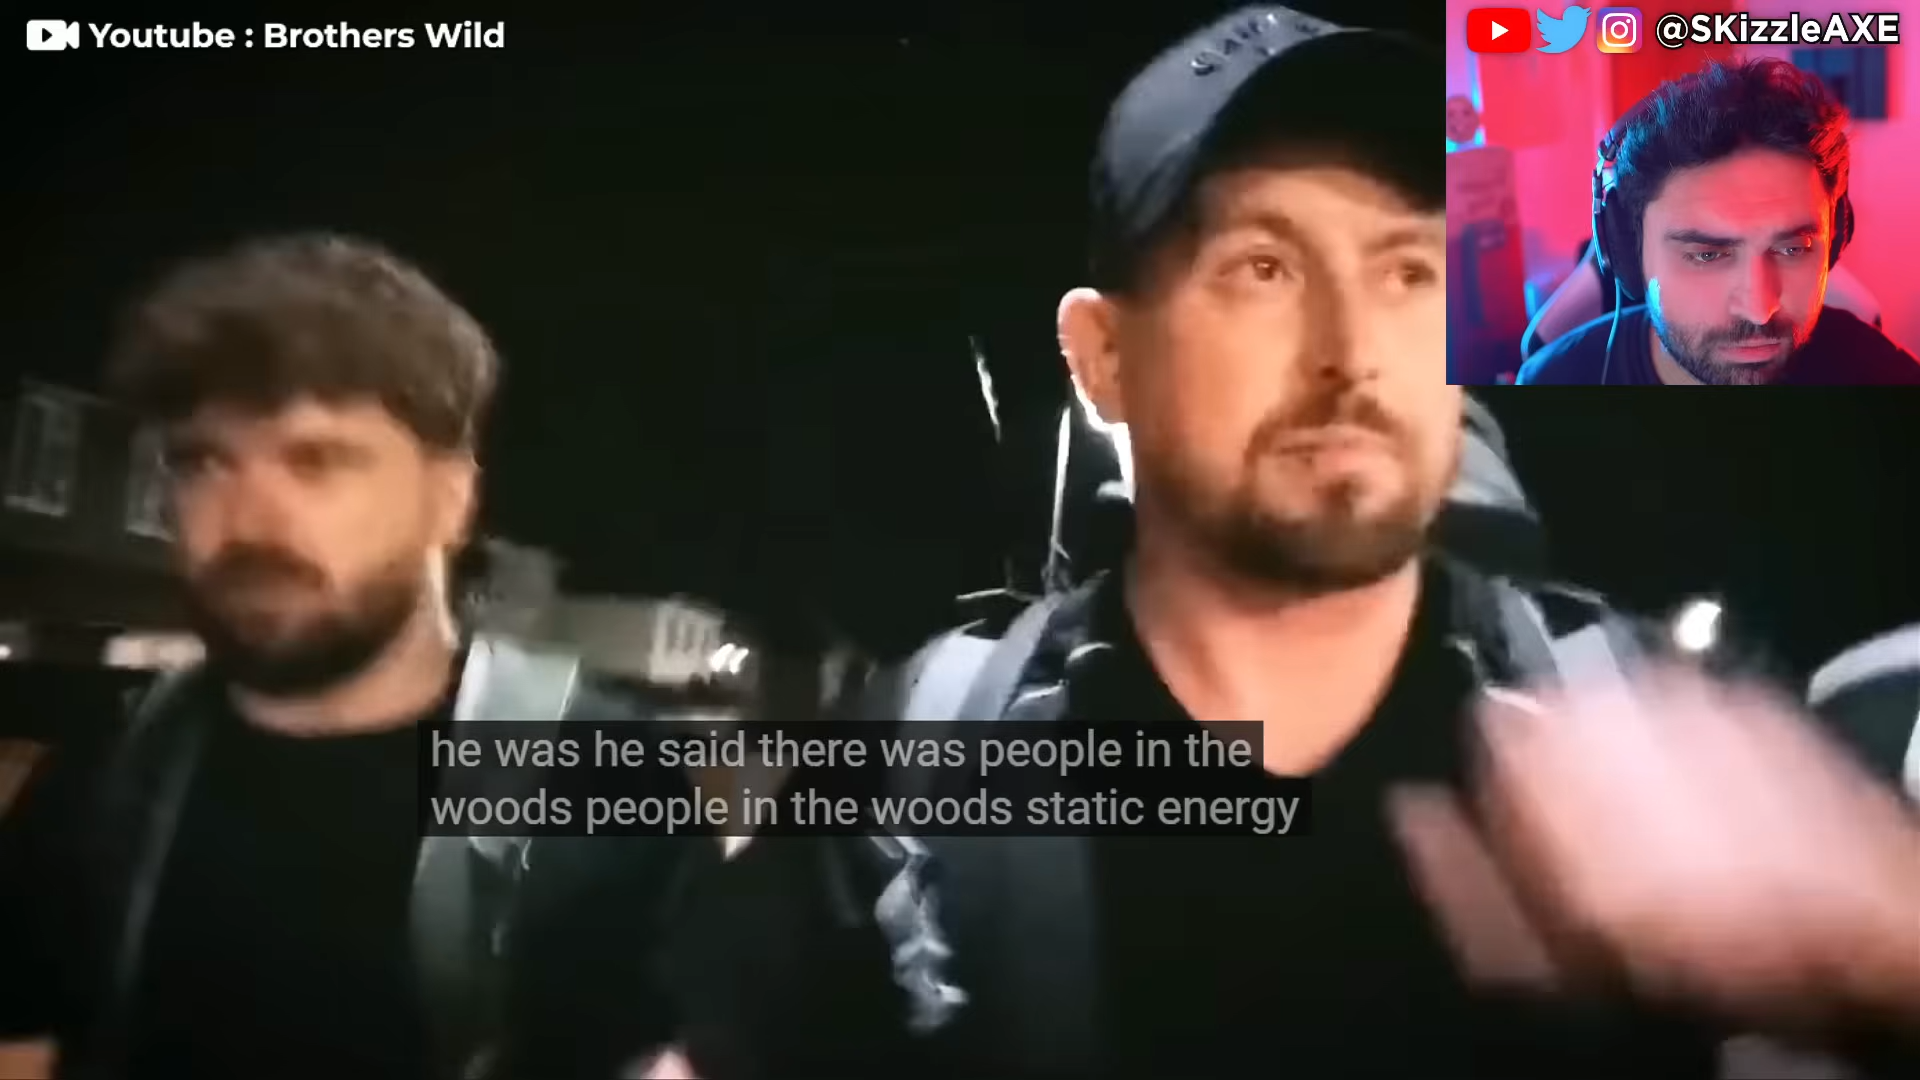 Youtube : Brothers Wild
@SKizzleAXE
he was he said there was people in the
woods people in the woods static energy